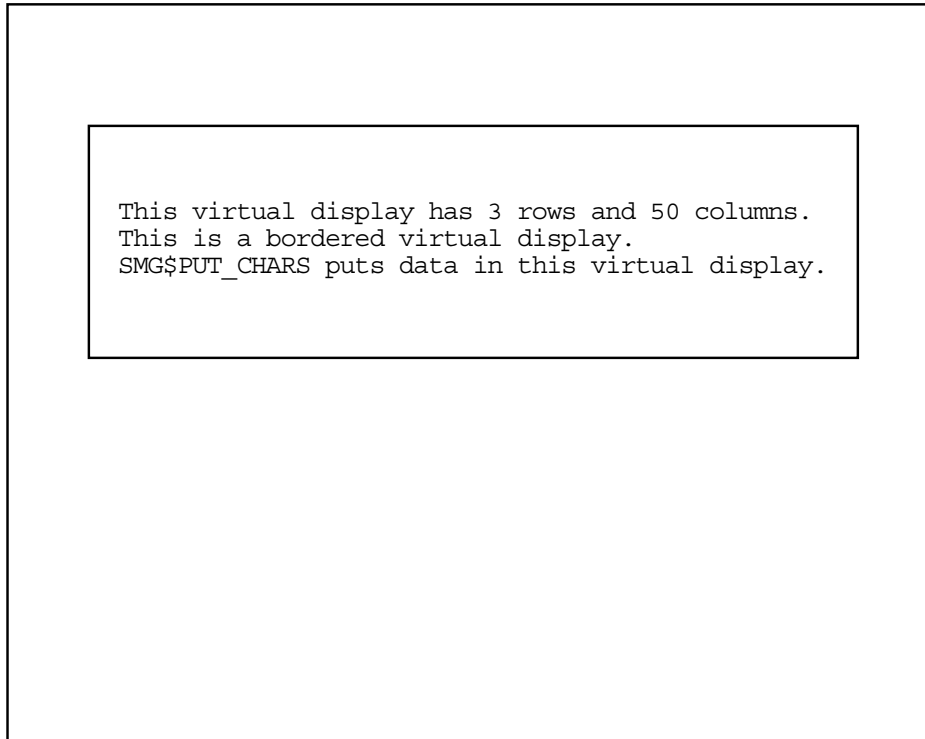 This virtual display has 3 rows and 50 columns.
This is a bordered virtual display.
SMG$PUT_CHARS puts data in this virtual display.